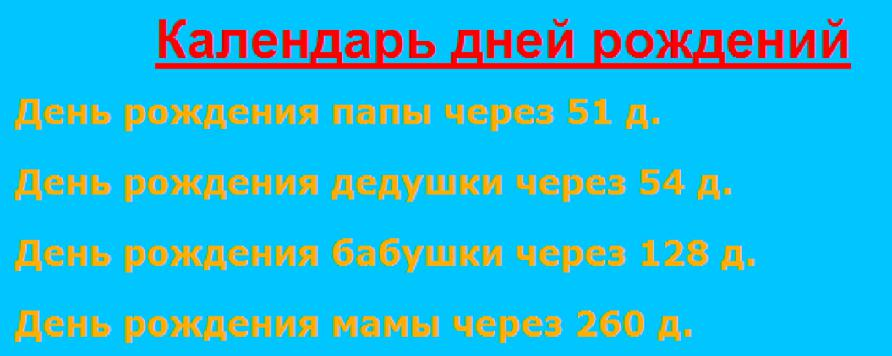 Календарь дней рождений
День рождения папы через 51 д.
День рождения дедушки через 54 д.
День рождения бабушки через 128 д.
День рождения мамы через 260 д.